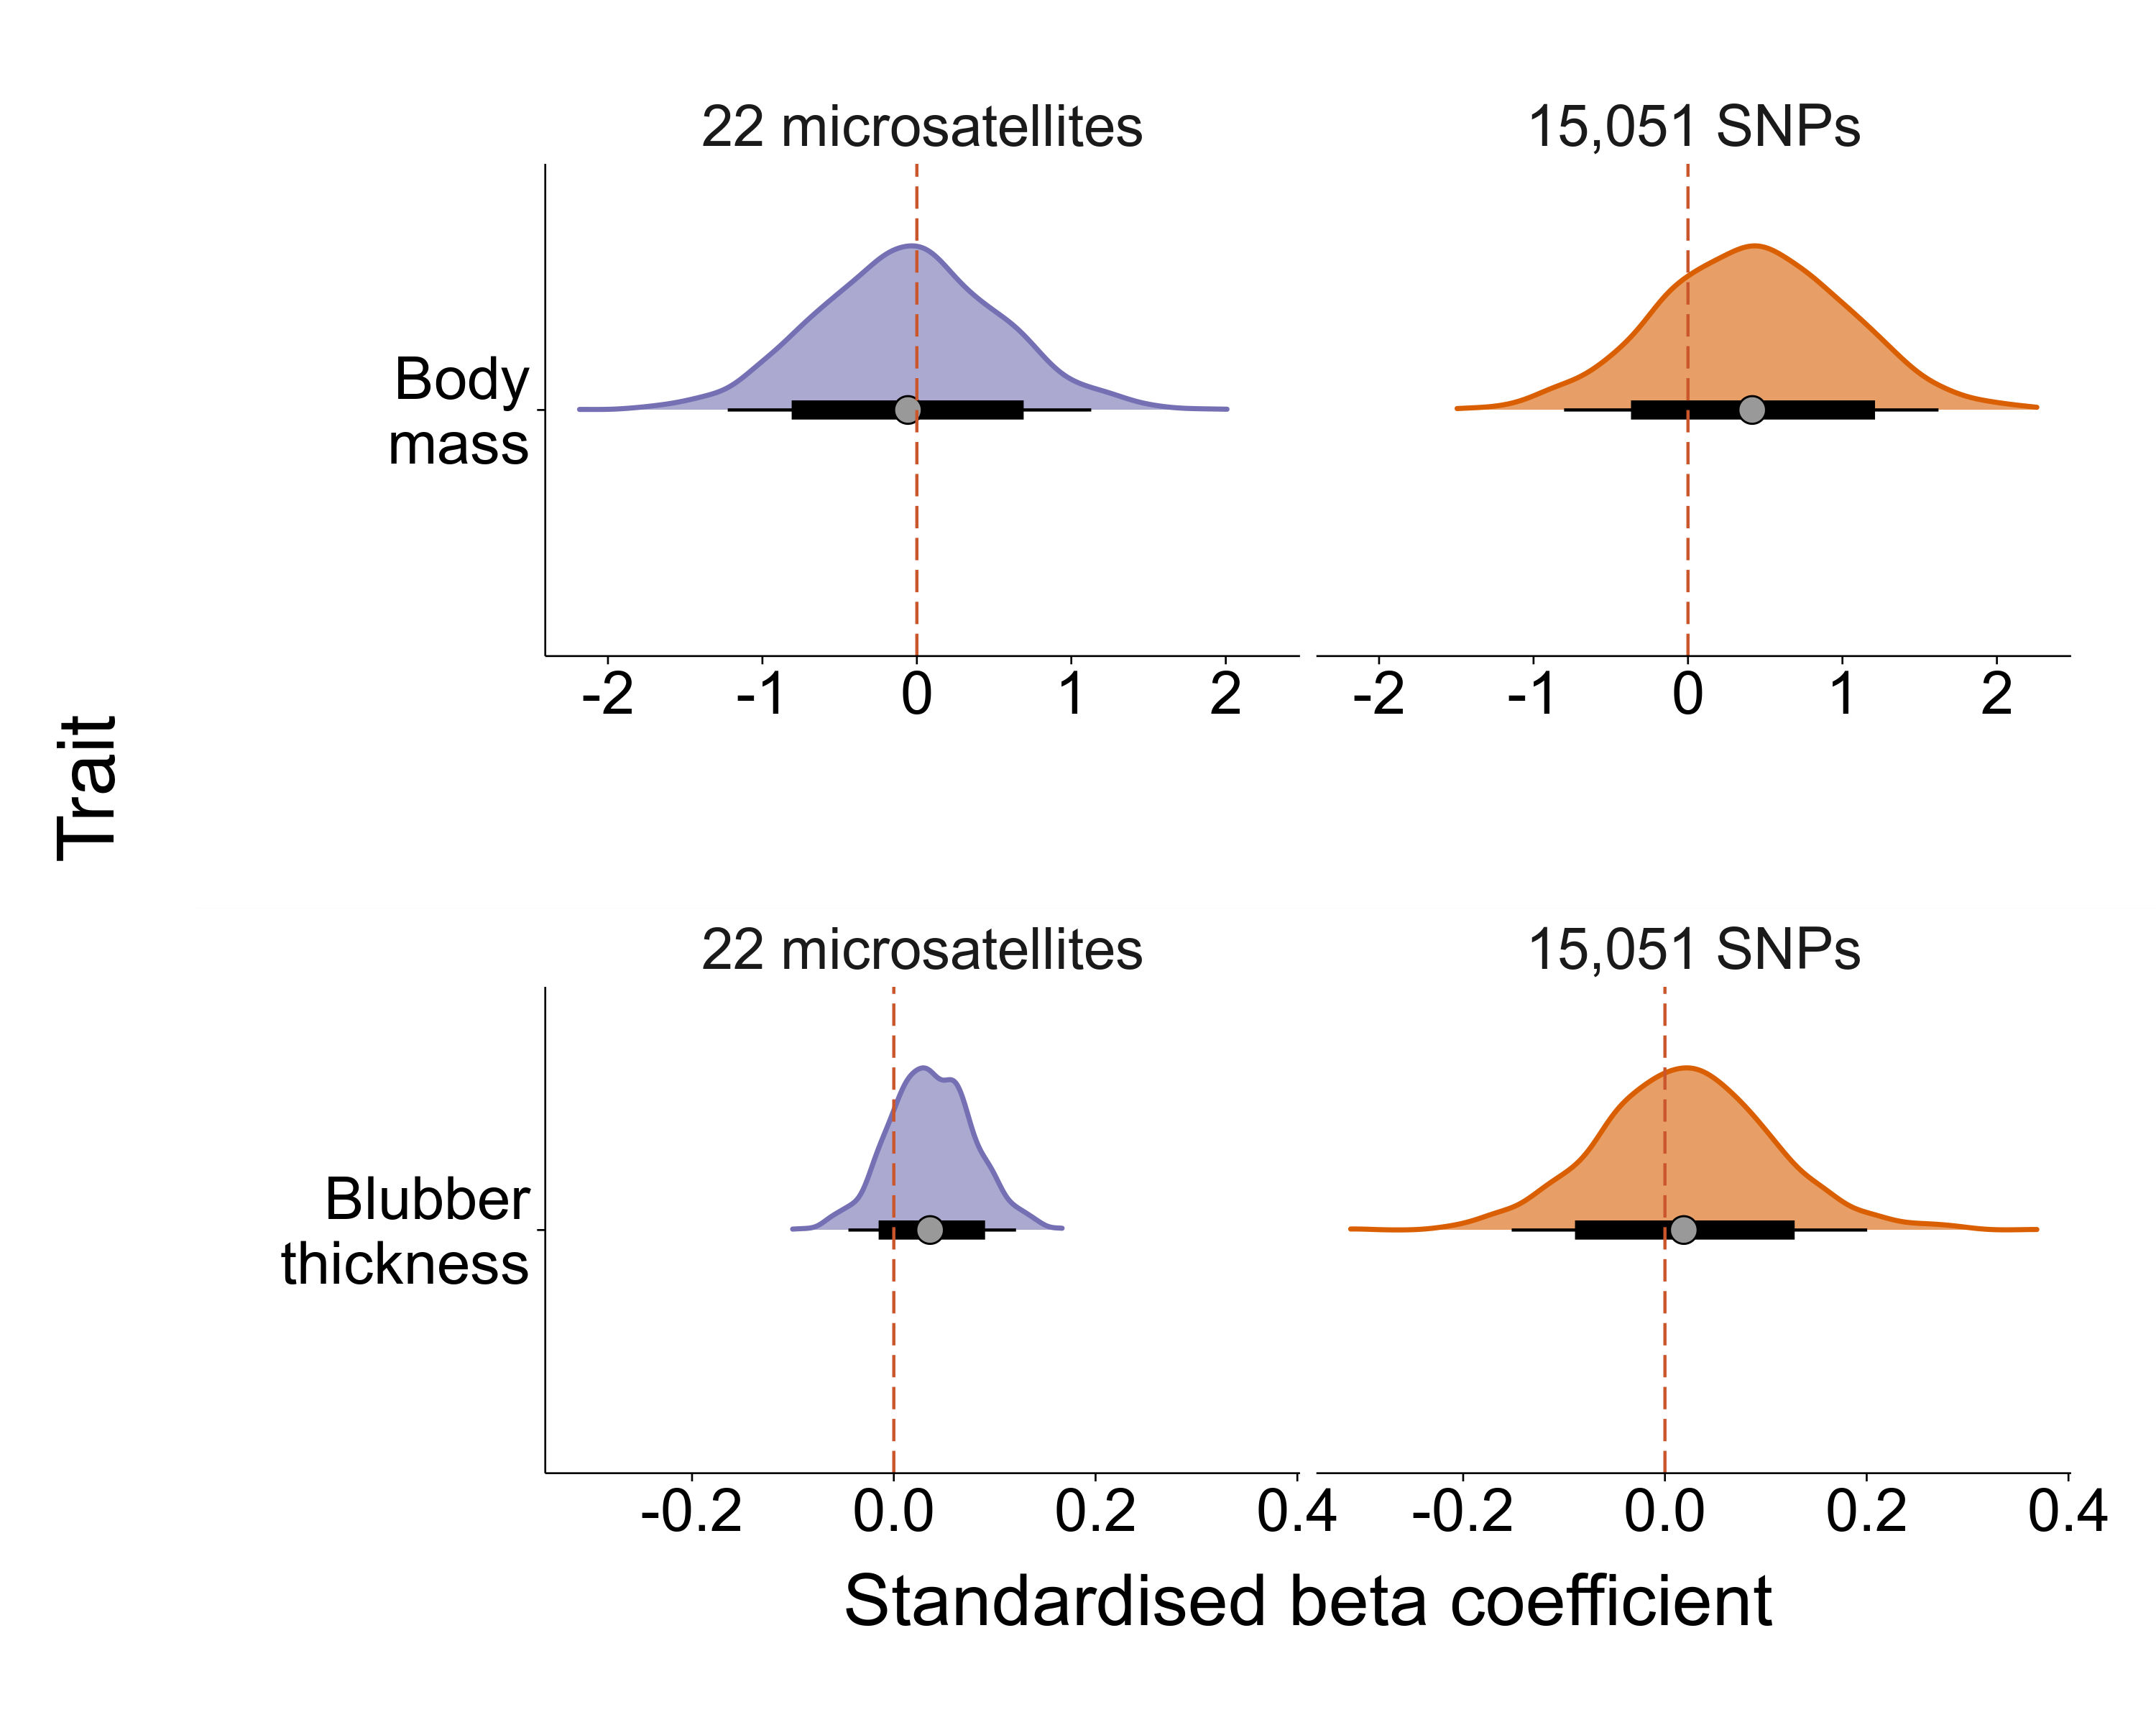 22 microsatellites
15,051 SNPs
Body
mass
-2 -1 0 1 2
-2 -1 0 1 2
Trait
22 microsatellites
15,051 SNPs
Blubber
thickness
-0.2 0.0 0.2 0.4
-0.2 0.0 0.2 0.4
Standardised beta coefficient